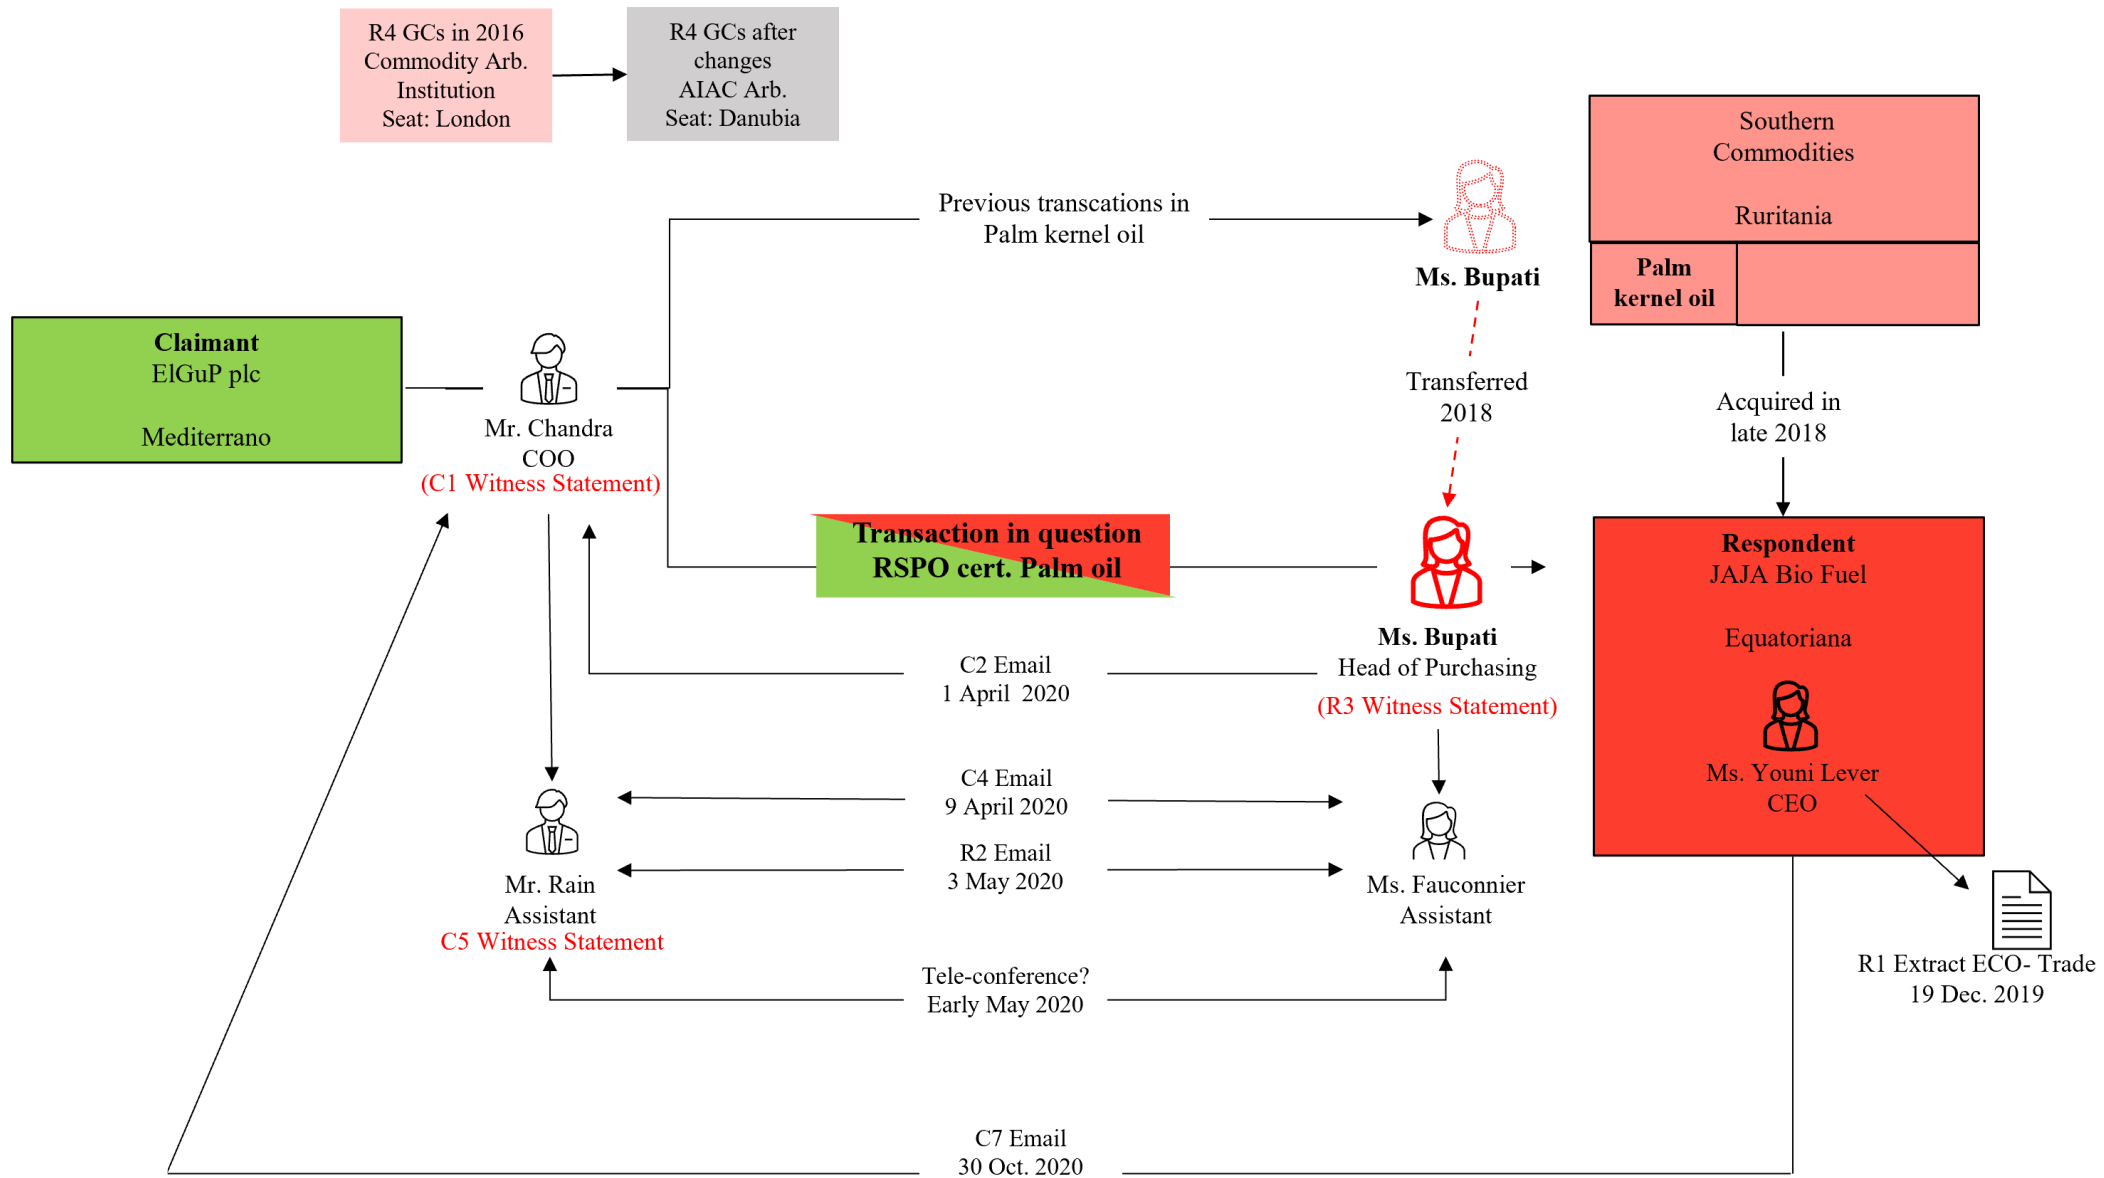 R4 GCs in 2016
Commodity Arb.
Institution
Seat: London
R4 GCs after
changes
AIAC Arb.
Seat: Danubia
Southern
Commodities
Ruritania
Palm
kernel oil
Previous transcations in
Palm kernel oil
Ms. Bupati
Claimant
ElGuP plc
Mediterrano
Mr. Chandra
COO
(C1 Witness Statement)
Transferred
2018
Acquired in
late 2018
Transaction in question
RSPO cert. Palm oil
Ms. Bupati
Head of Purchasing
(R3 Witness Statement)
Respondent
JAJA Bio Fuel
Equatoriana
Ms. Youni Lever
CEO
C2 Email
1 April 2020
C4 Email
9 April 2020
R2 Email
3 May 2020
Mr. Rain
Assistant
C5 Witness Statement
Ms. Fauconnier
Assistant
R1 Extract ECO- Trade
19 Dec. 2019
Tele-conference?
Early May 2020
C7 Email
30 Oct. 2020